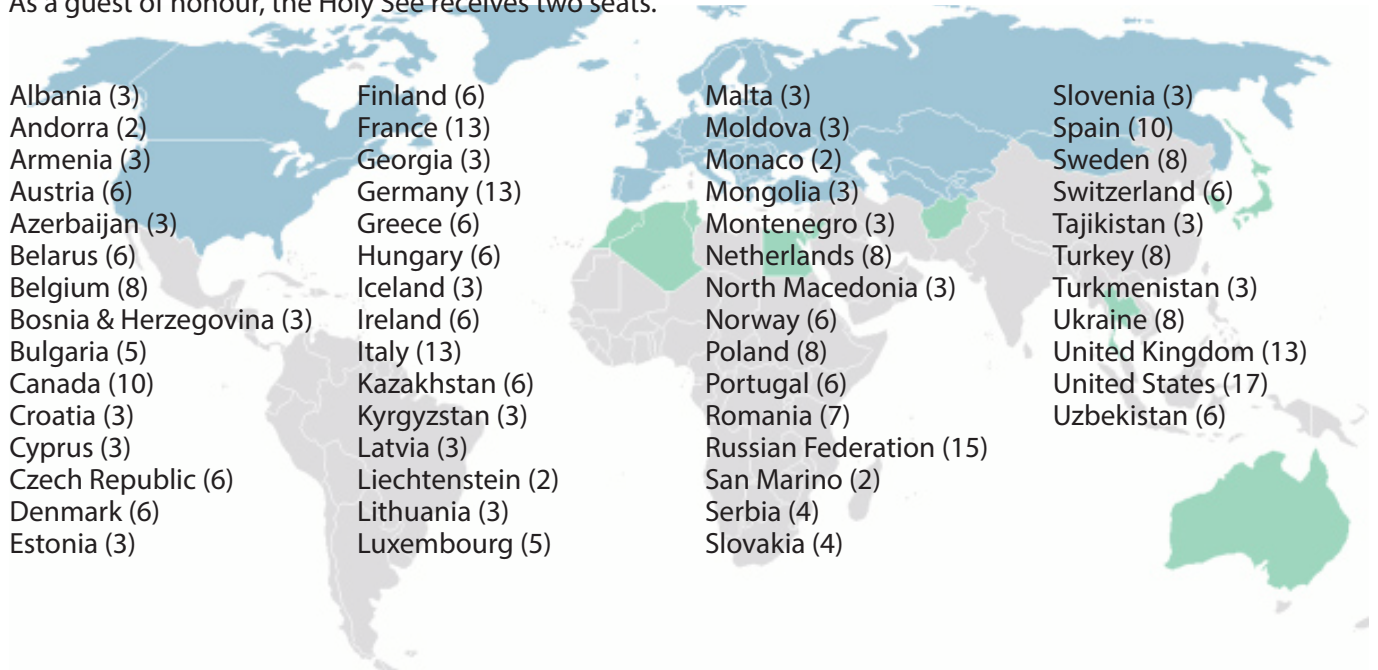 As a guest of honour, the Holy See receives two seats.
Albania (3)
Andorra (2)
Armenia (3)
Austria (6)
Azerbaijan (3)
Belarus (6)
Belgium (8)
Bosnia & Herzegovina (3)
Bulgaria (5)
Canada (10)
Croatia (3)
Cyprus (3)
Czech Republic (6)
Denmark (6)
Estonia (3)
Finland (6)
France (13)
Georgia (3)
Germany (13)
Greece (6)
Hungary (6)
Iceland (3)
Ireland (6)
Italy (13)
Kazakhstan (6)
Kyrgyzstan (3)
Latvia (3)
Liechtenstein (2)
Lithuania (3)
Luxembourg (5)
Malta (3)
Moldova (3)
Monaco (2)
Mongolia (3)
Montenegro (3)
Netherlands (8)
North Macedonia (3)
Norway (6)
Poland (8)
Portugal (6)
Romania (7)
Russian Federation (15)
San Marino (2)
Serbia (4)
Slovakia (4)
Slovenia (3)
Spain (10)
Sweden (8)
Switzerland (6)
Tajikistan (3)
Turkey (8)
Turkmenistan (3)
Ukraine (8)
United Kingdom (13)
United States (17)
Uzbekistan (6)